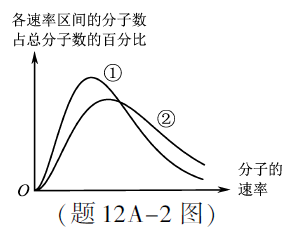 各速率区间的分子数
占总分子数的百分比
①
②
分子的
速率
O
(题 12A-2 图)